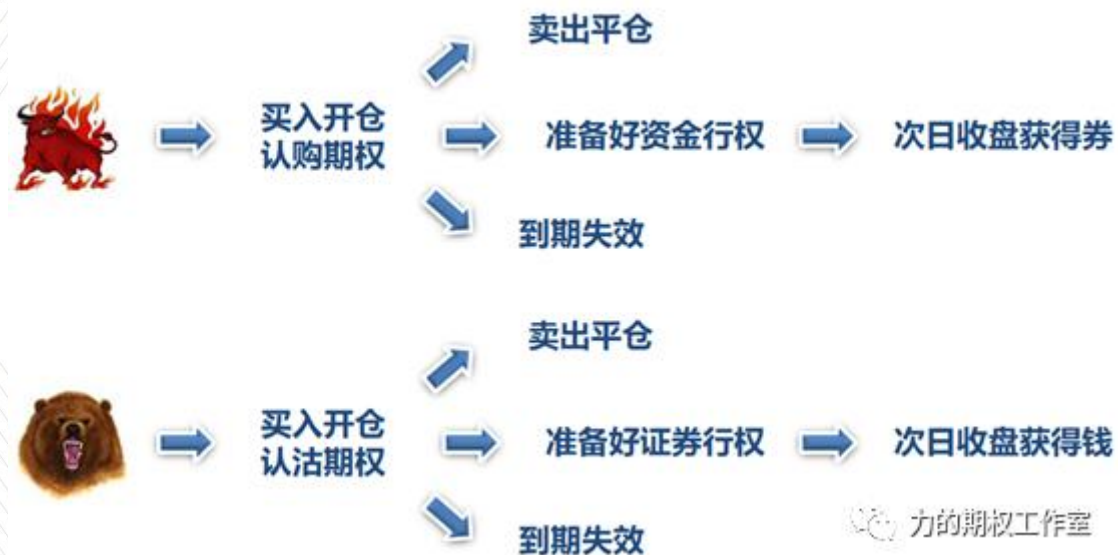 卖出平仓
买入开仓
认购期权
准备好资金行权
次日收盘获得券
到期失效
卖出平仓
买入开仓
认沽期权
准备好证券行权
次日收盘获得钱
到期失效
力的期权工作室